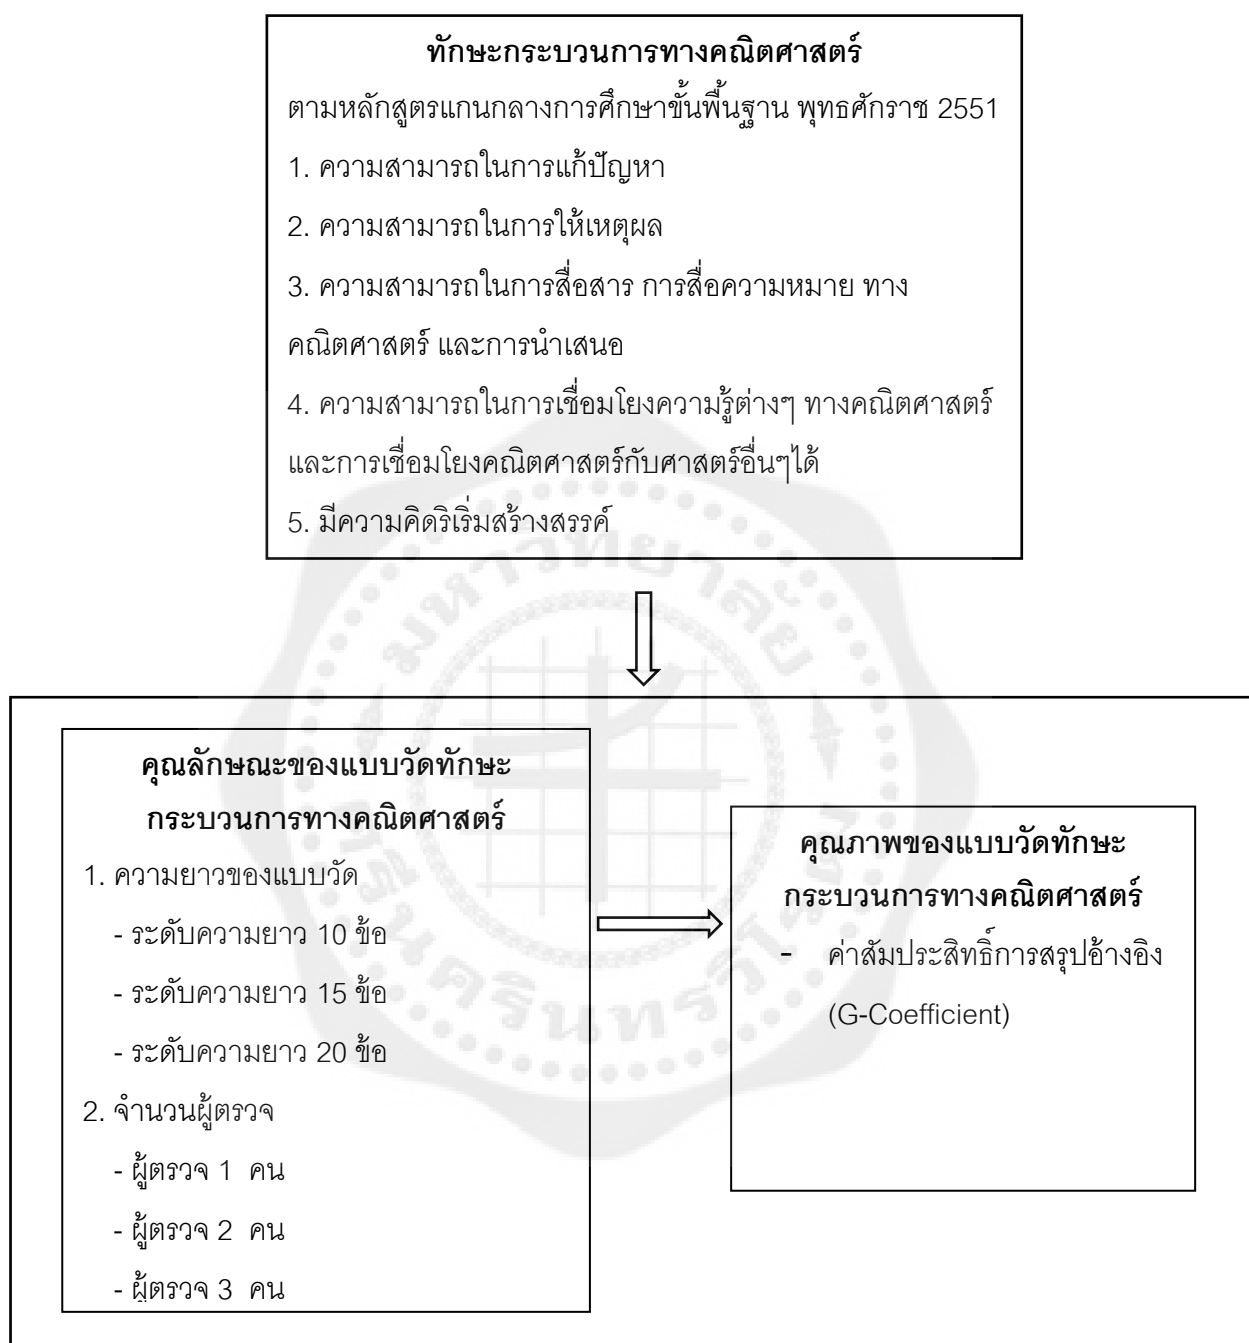 ทักษะกระบวนการทางคณิตศาสตร์
ตามหลักสูตรแกนกลางการศึกษาขั้นพื้นฐาน พุทธศักราช 2551
1. ความสามารถในการแก้ปัญหา
2. ความสามารถในการให้เหตุผล
3. ความสามารถในการสื่อสาร การสื่อความหมาย ทาง
คณิตศาสตร์ และการนำเสนอ
4. ความสามารถในการเชื่อมโยงความรู้ต่างๆ ทางคณิตศาสตร์
และการเชื่อมโยงคณิตศาสตร์กับศาสตร์อื่นๆได้
5. มีความคิดริเริ่มสร้างสรรค์
คุณลักษณะของแบบวัดทักษะ
กระบวนการทางคณิตศาสตร์
1. ความยาวของแบบวัด
- ระดับความยาว 10 ข้อ
- ระดับความยาว 15 ข้อ
- ระดับความยาว 20 ข้อ
2. จำนวนผู้ตรวจ
- ผู้ตรวจ 1 คน
- ผู้ตรวจ 2 คน
- ผู้ตรวจ 3 คน
คุณภาพของแบบวัดทักษะ
กระบวนการทางคณิตศาสตร์
- ค่าสัมประสิทธิ์การสรุปอ้างอิง
(G-Coefficient)
มหาวิทยาลัย
ศรีนครินทรวิโรฒ